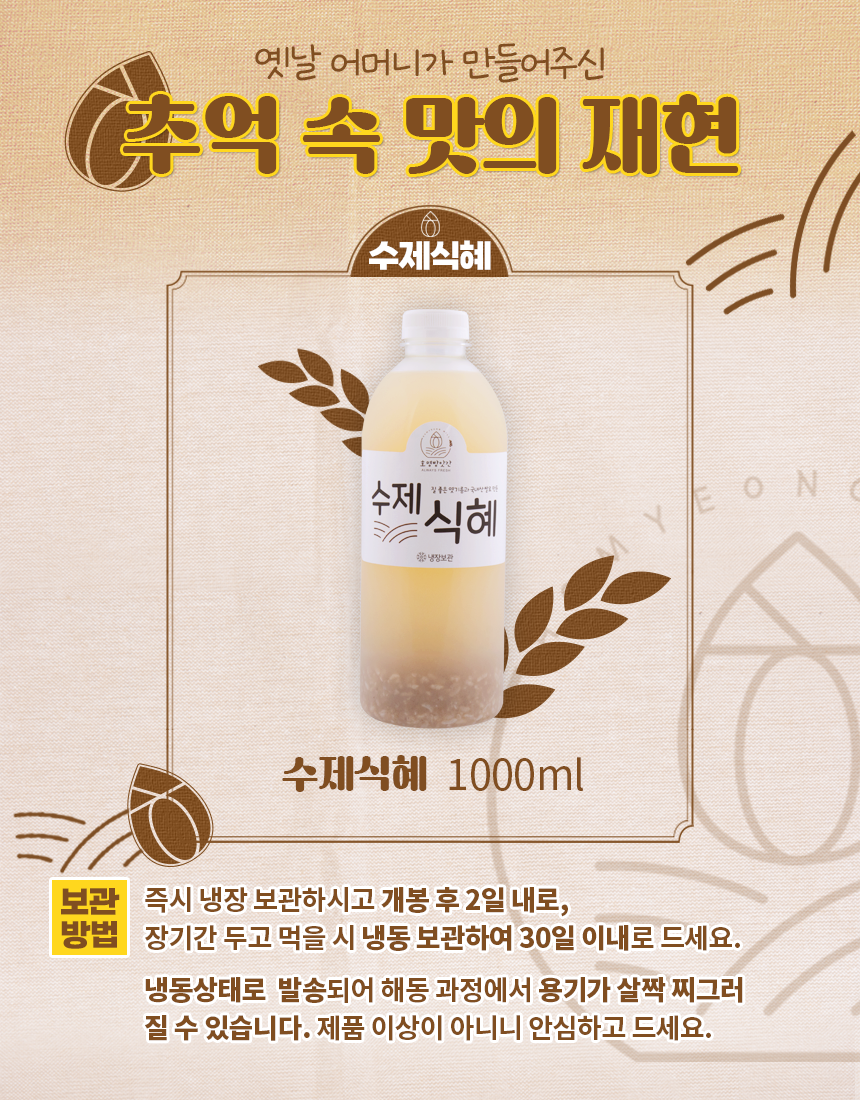 옛날 어머니가 만들어주신
추억 속 맛의 재현
수제식혜
수제
식혜
냉장보관
MYEONG
수제식혜 1000ml
보관
방법
즉시 냉장 보관하시고 개봉 후 2일 내로,
장기간 두고 먹을 시 냉동 보관하여 30일 이내로 드세요.
냉동상태로 발송되어 해동 과정에서 용기가 살짝 찌그러
질 수 있습니다. 제품 이상이 아니니 안심하고 드세요.